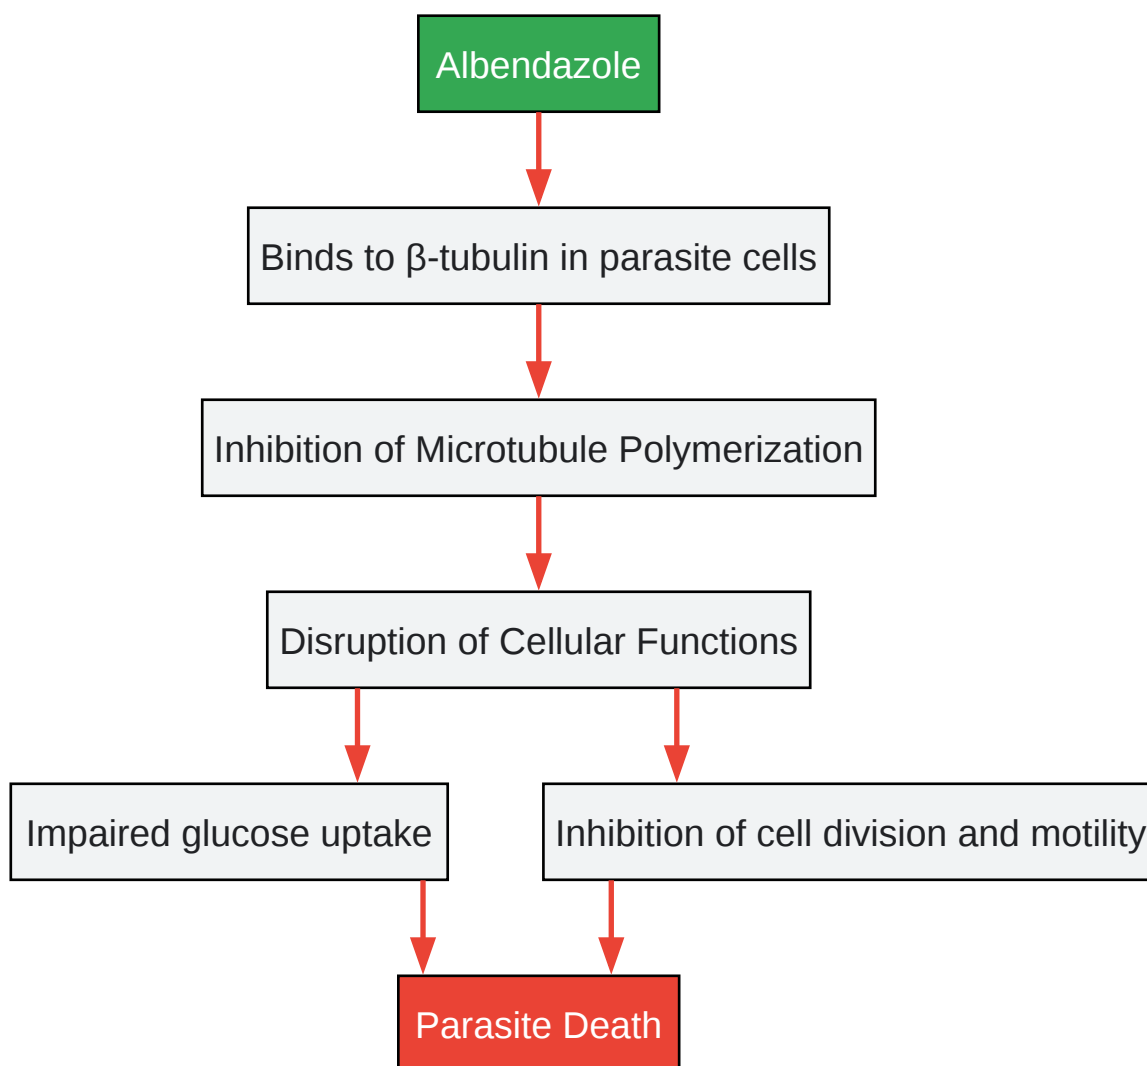 Albendazole
Binds to β-tubulin in parasite cells
Inhibition of Microtubule Polymerization
Disruption of Cellular Functions
Impaired glucose uptake
Inhibition of cell division and motility
Parasite Death